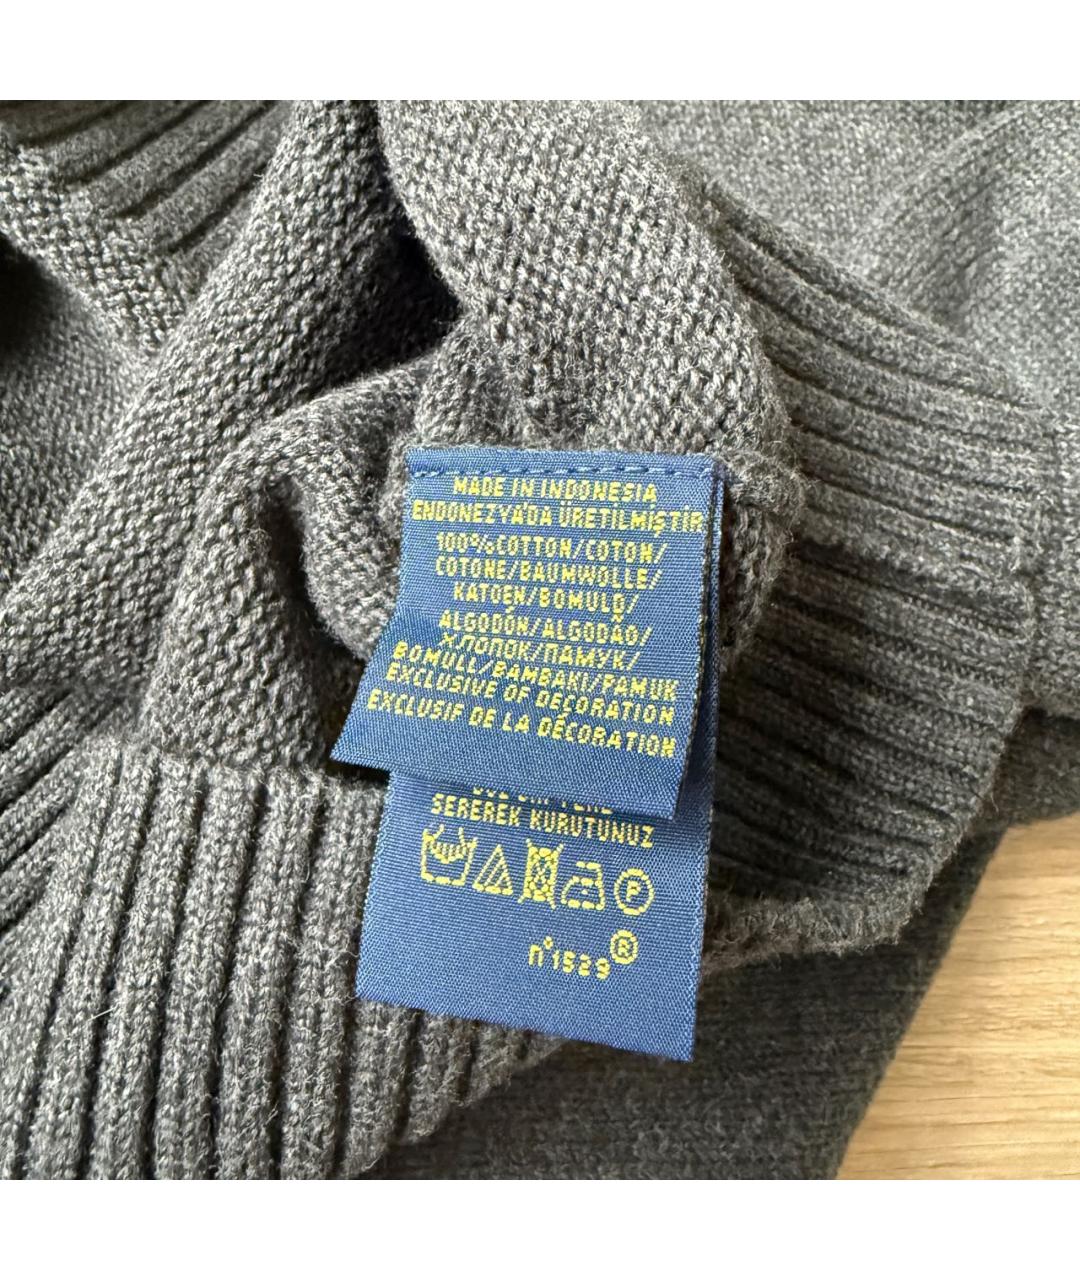 MADE IN INDONESIA
ENDONEZYA'DA ÜRETİLMİŞTİR
100%COTTON/COTON/
COTONE/BAUMWOLLE/
KATOEN/BOMULD/
ALGODÓN/ALGODÃO/
ХЛОПОК/ПАМУК/
BOMULL/BAMBAKI/PAMUK
EXCLUSIVE OF DECORATION
EXCLUSIF DE LA DÉCORATION
SEREREK KURUTUNUZ
P
n°1529®